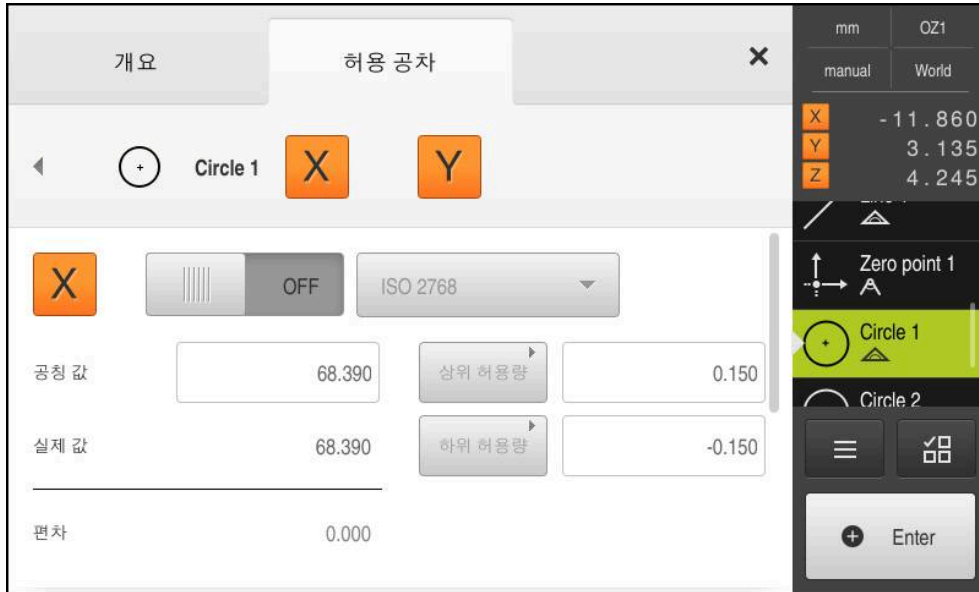 개요 허용 공차
Circle 1 X Y
X OFF ISO 2768
공칭 값 68.390 상위 허용량 0.150
실제 값 68.390 하위 허용량 -0.150
편차 0.000
mm OZ1
manual World
X -11.860
Y 3.135
Z 4.245
Zero point 1
Circle 1
Circle 2
Enter